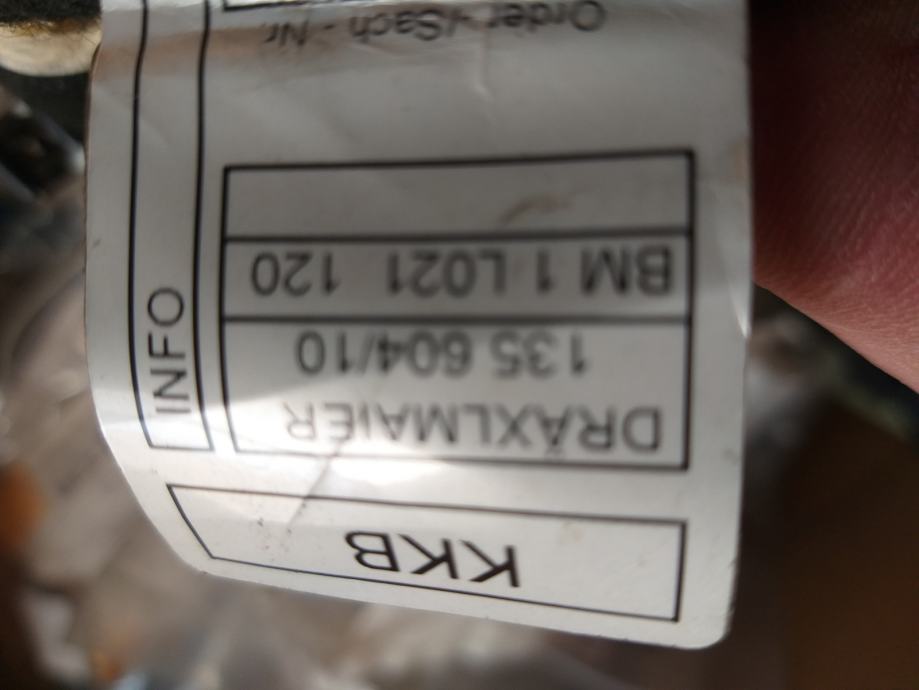 KKB
DRÄXLMAIER
135 604/10
BM 1 L021 120
Order-/Sach-Nr.
INFO